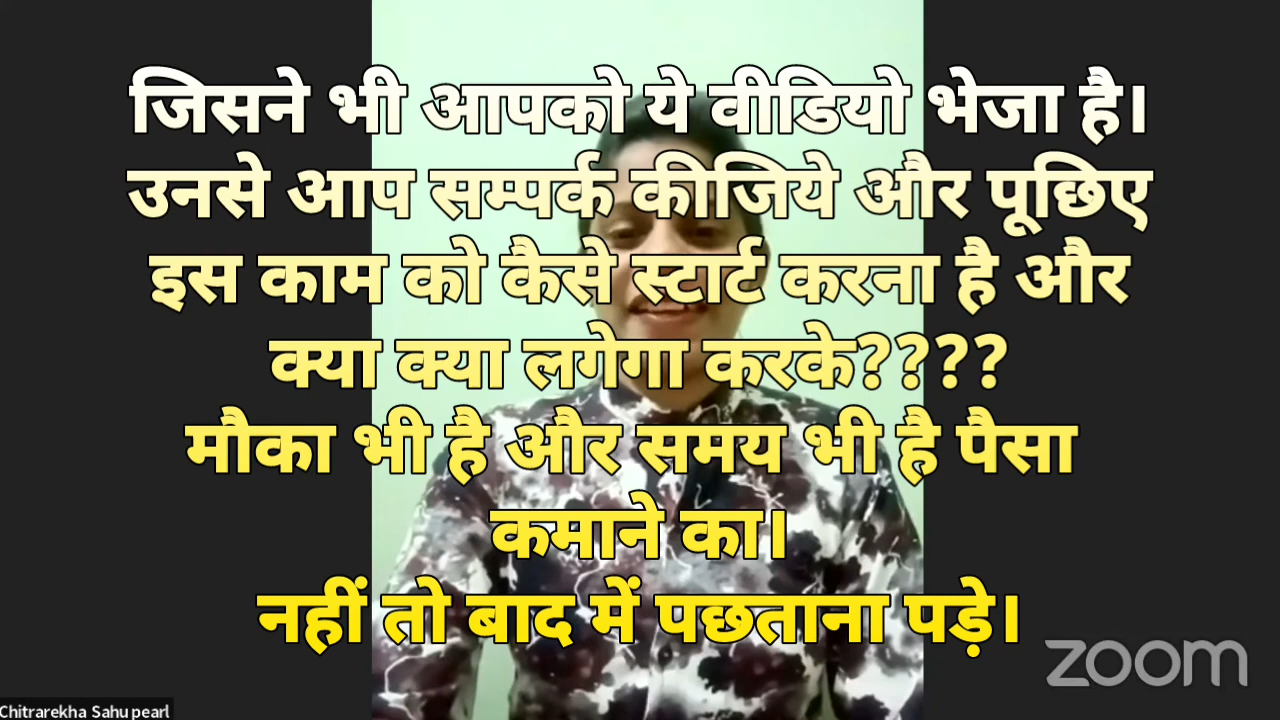 जिसने भी आपको ये वीडियो भेजा है।
उनसे आप सम्पर्क कीजिये और पूछिए
इस काम को कैसे स्टार्ट करना है और
क्या क्या लगेगा करके????
मौका भी है और समय भी है पैसा
कमाने का।
नहीं तो बाद में पछताना पड़े।
zoom
Chitrarekha Sahu pearl